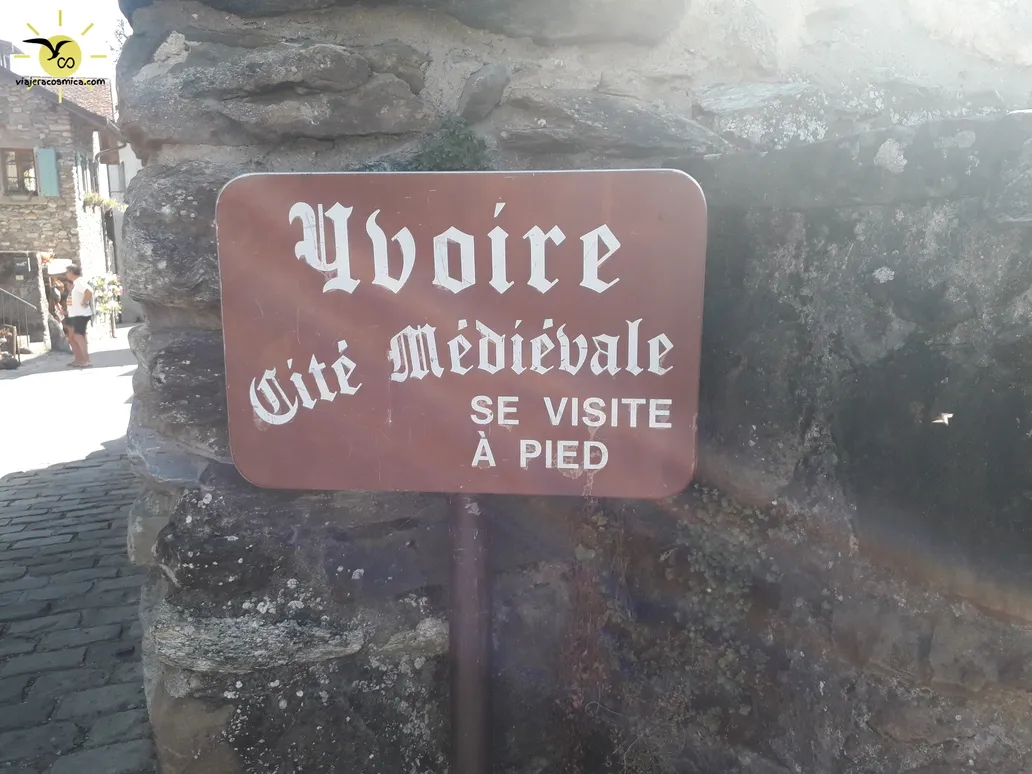 viajeracosmica.com
Yvoire
Cité Médiévale
SE VISITE
À PIED